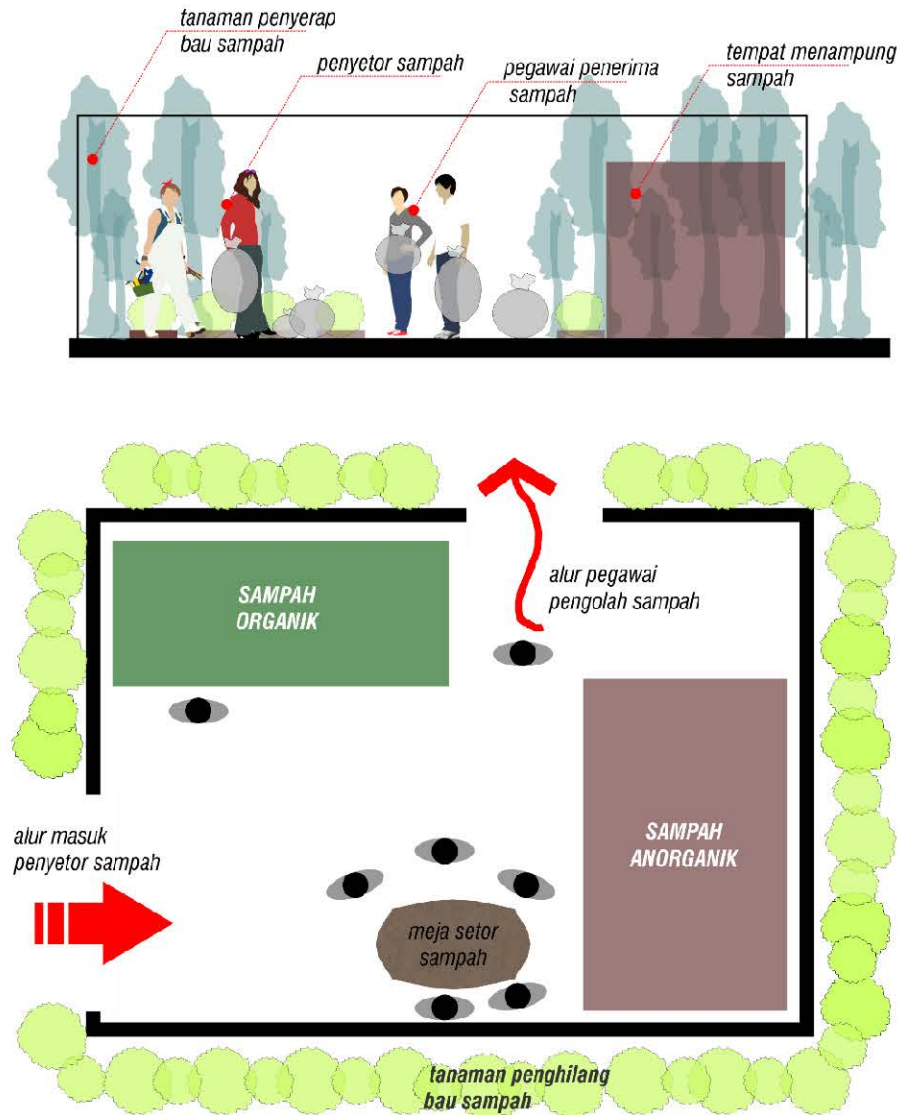 tanaman penyerap
bau sampah
penyetor sampah
pegawai penerima
sampah
tempat menampung
sampah
SAMPAH
ORGANIK
alur pegawai
pengolah sampah
alur masuk
penyetor sampah
SAMPAH
ANORGANIK
meja setor
sampah
tanaman penghilang
bau sampah